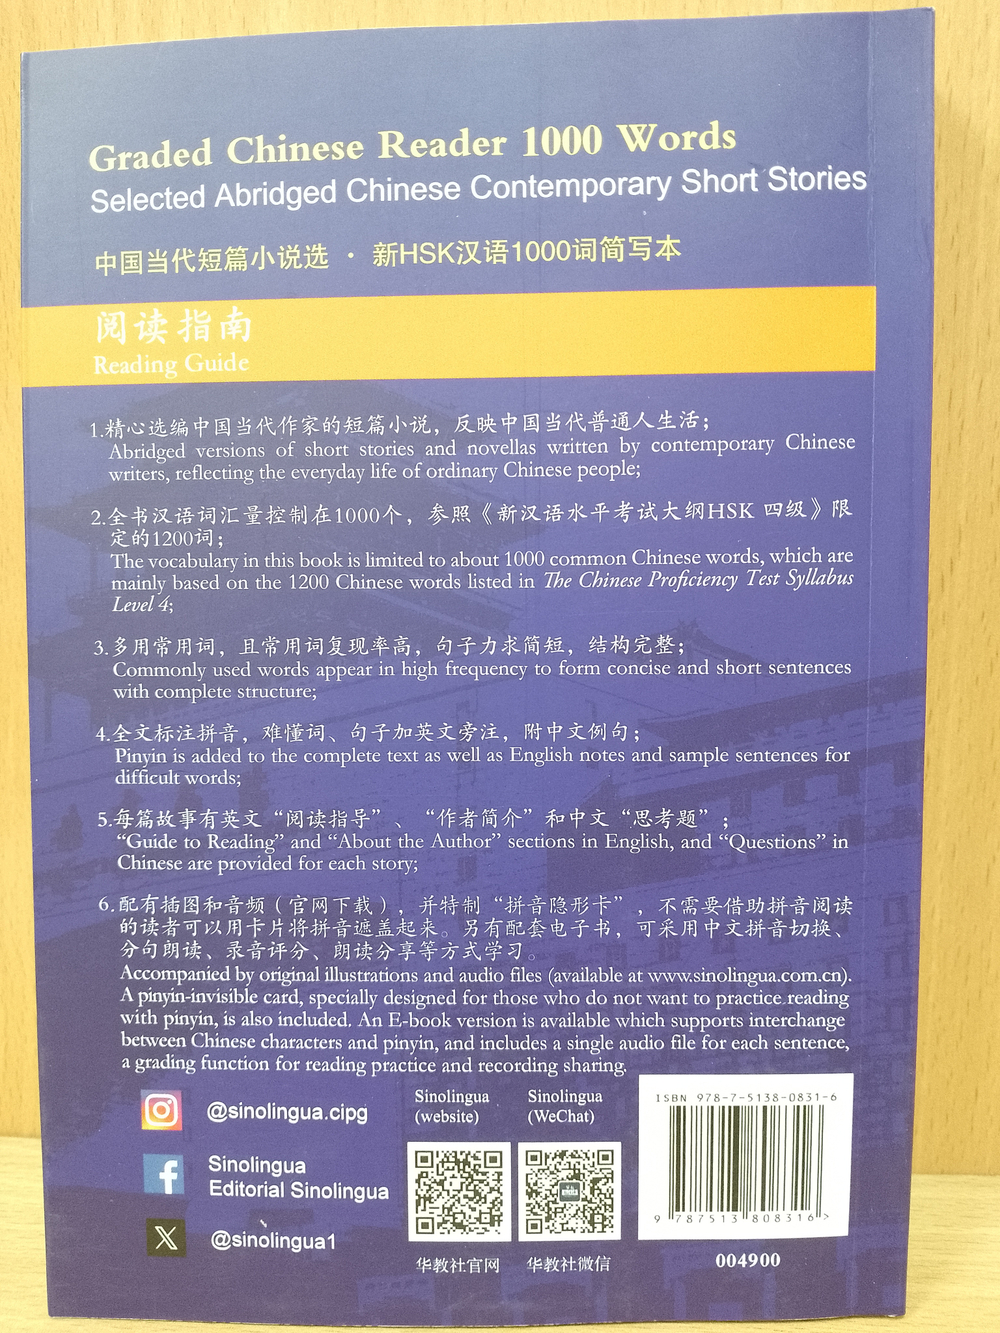 Graded Chinese Reader 1000 Words
Selected Abridged Chinese Contemporary Short Stories
中国当代短篇小说选 · 新HSK汉语1000词简写本
阅读指南
Reading Guide
1.精心选编中国当代作家的短篇小说，反映中国当代普通人生活；
Abridged versions of short stories and novellas written by contemporary Chinese
writers, reflecting the everyday life of ordinary Chinese people;
2.全书汉语词汇量控制在1000个，参照《新汉语水平考试大纲HSK 四级》限
定的1200词；
The vocabulary in this book is limited to about 1000 common Chinese words, which are
mainly based on the 1200 Chinese words listed in The Chinese Proficiency Test Syllabus
Level 4;
3.多用常用词，且常用词复现率高，句子力求简短，结构完整；
Commonly used words appear in high frequency to form concise and short sentences
with complete structure;
4.全文标注拼音，难懂词、句子加英文旁注，附中文例句；
Pinyin is added to the complete text as well as English notes and sample sentences for
difficult words;
5.每篇故事有英文“阅读指导”、“作者简介”和中文“思考题”；
“Guide to Reading” and “About the Author” sections in English, and “Questions” in
Chinese are provided for each story;
6.配有插图和音频（官网下载），并特制“拼音隐形卡”，不需要借助拼音阅读
的读者可以用卡片将拼音遮盖起来。另有配套电子书，可采用中文拼音切换、
分句朗读、录音评分、朗读分享等方式学习。
Accompanied by original illustrations and audio files (available at www.sinolingua.com.cn).
A pinyin-invisible card, specially designed for those who do not want to practice reading
with pinyin, is also included. An E-book version is available which supports interchange
between Chinese characters and pinyin, and includes a single audio file for each sentence,
a grading function for reading practice and recording sharing.
@sinolingua.cipg
Sinolingua
Editorial Sinolingua
@sinolingua1
Sinolingua
(website)
华教社官网
Sinolingua
(WeChat)
华教社微信
ISBN 978-7-5138-0831-6
9 787513 808316 >
004900